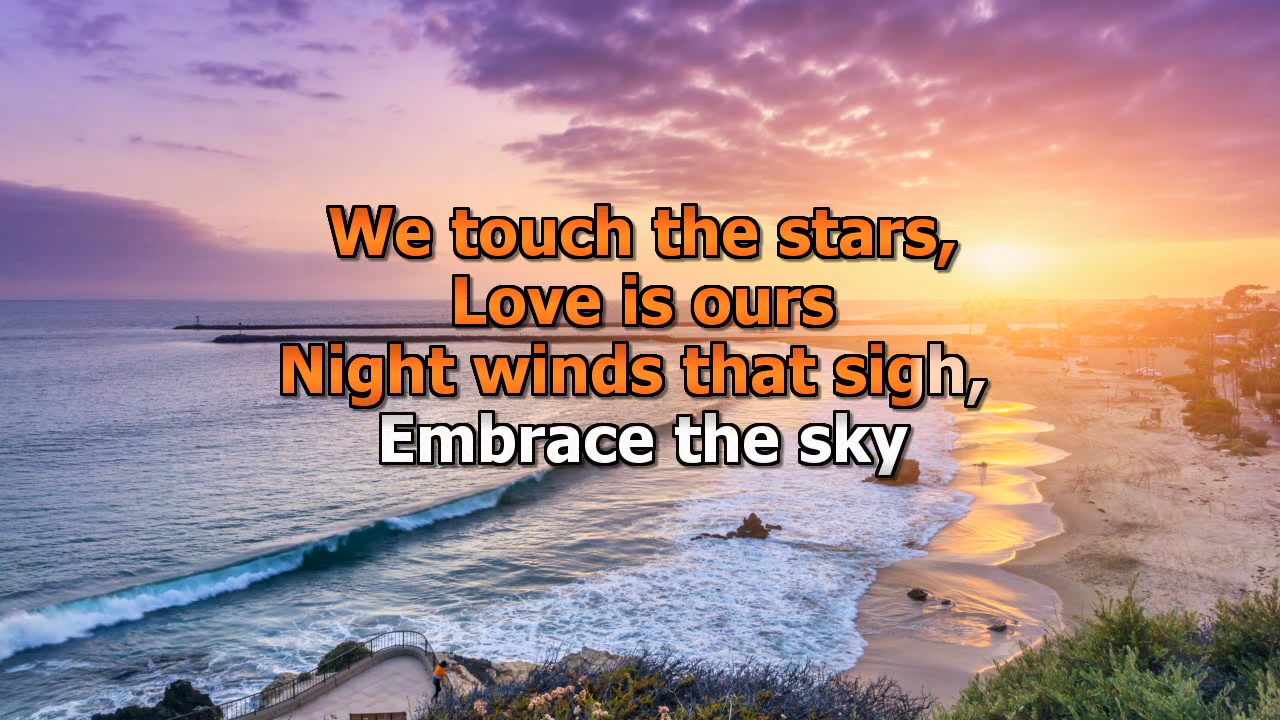 We touch the stars,
Love is ours
Night winds that sigh,
Embrace the sky